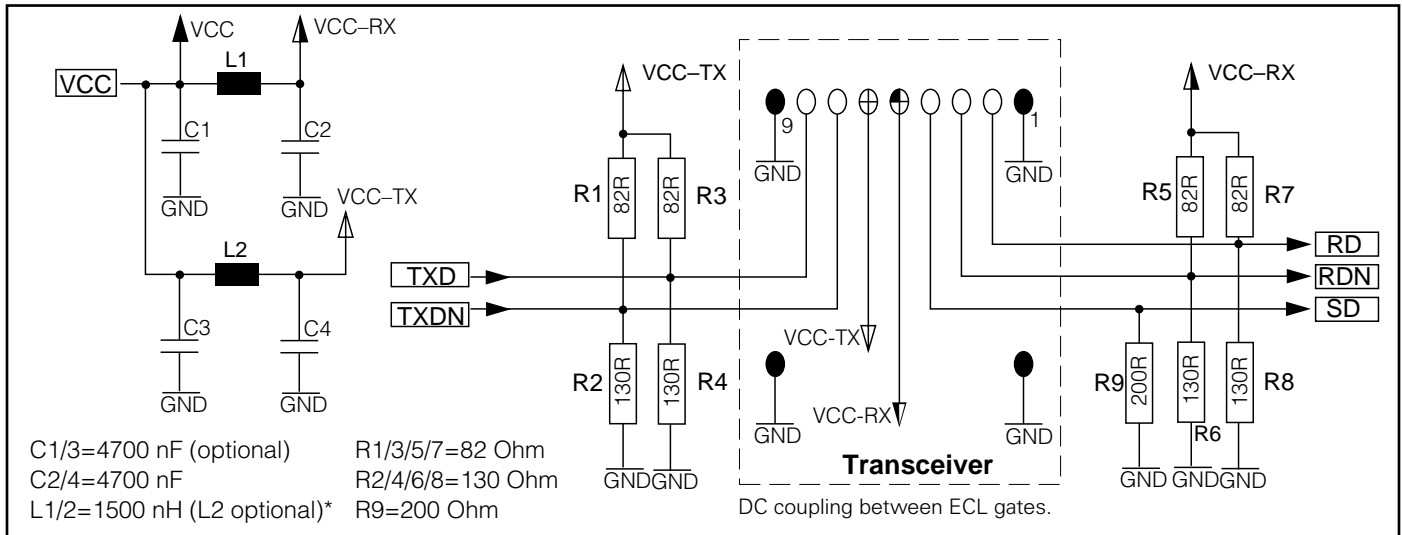 VCC
VCC–RX
L1
VCC
C1
C2
GND
GND
VCC–TX
L2
C3
C4
GND
GND
C1/3=4700 nF (optional)
C2/4=4700 nF
L1/2=1500 nH (L2 optional)*
R1/3/5/7=82 Ohm
R2/4/6/8=130 Ohm
R9=200 Ohm
VCC–TX
R1
82R
82R
R3
TXD
TXDN
R2
130R
130R
R4
GND
GND
9
1
GND
GND
VCC-TX
VCC-RX
GND
GND
Transceiver
DC coupling between ECL gates.
VCC–RX
R5
82R
82R
R7
RD
RDN
SD
R9
200R
130R
130R
R8
R6
GND
GND
GND